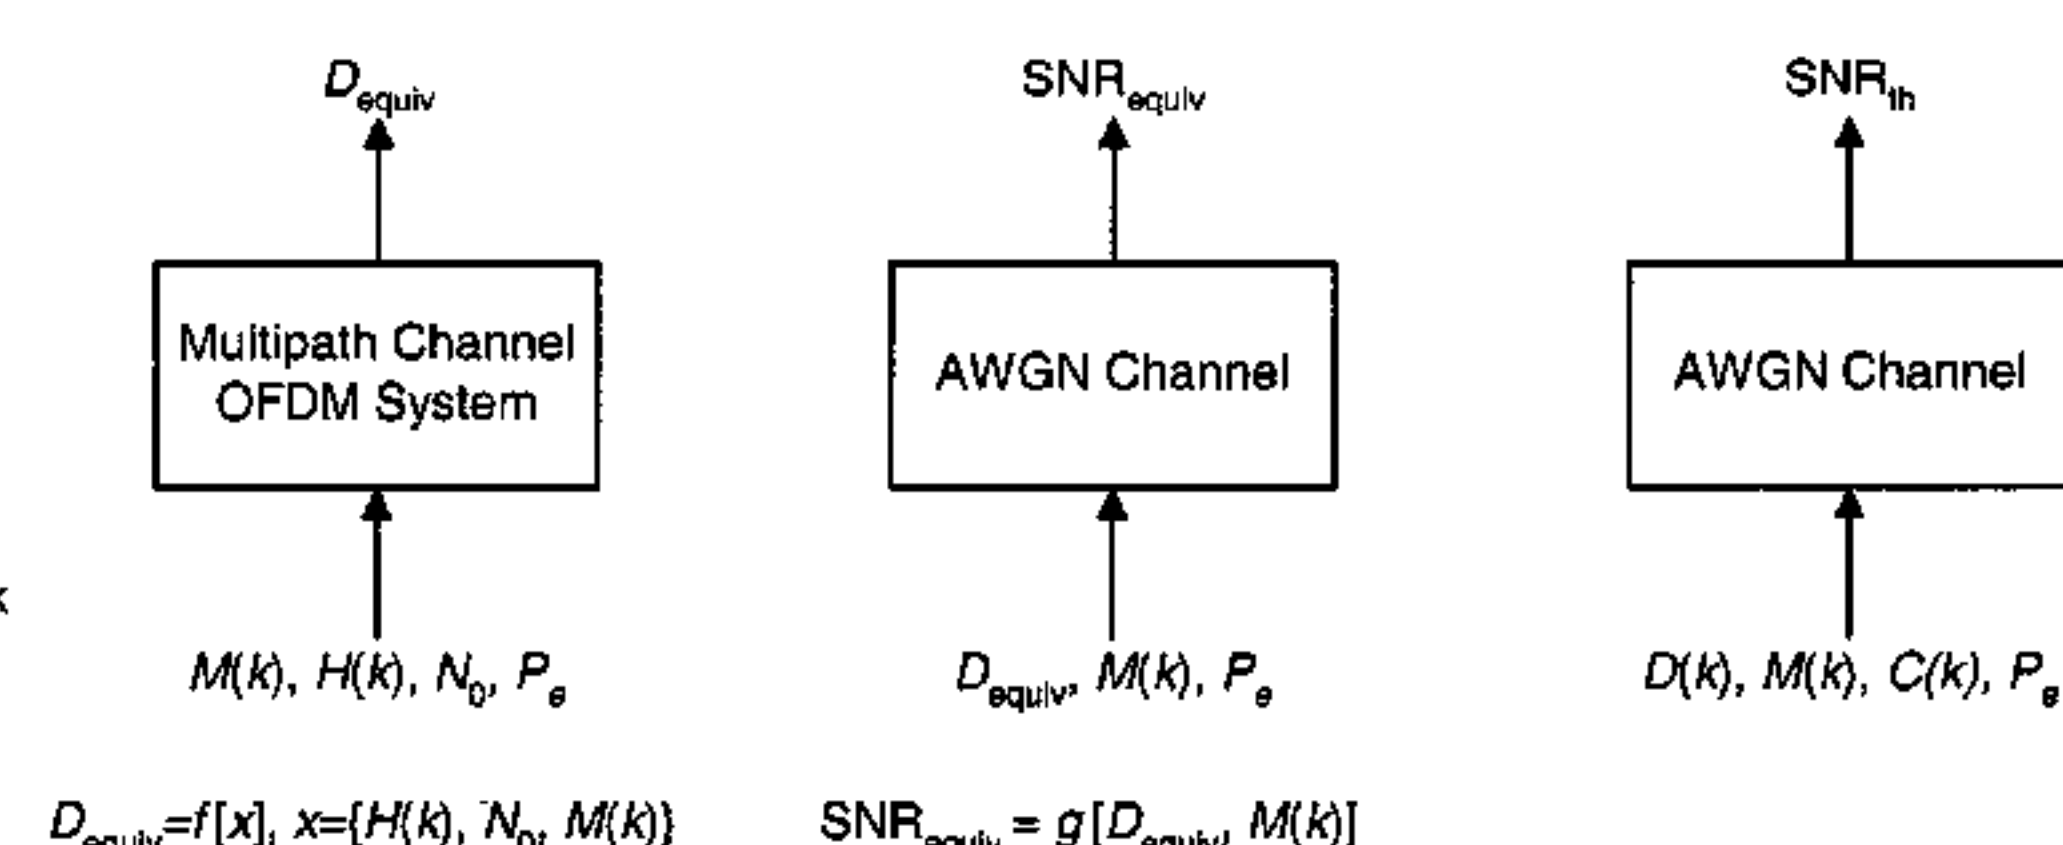 D_equiv
SNR_equiv
SNR_th
Multipath Channel
OFDM System
AWGN Channel
AWGN Channel
M(k), H(k), N_0, P_e
D_equiv, M(k), P_e
D(k), M(k), C(k), P_e
D_equiv=f[x], x={H(k), N_0, M(k)}
SNR_equiv = g[D_equiv, M(k)]